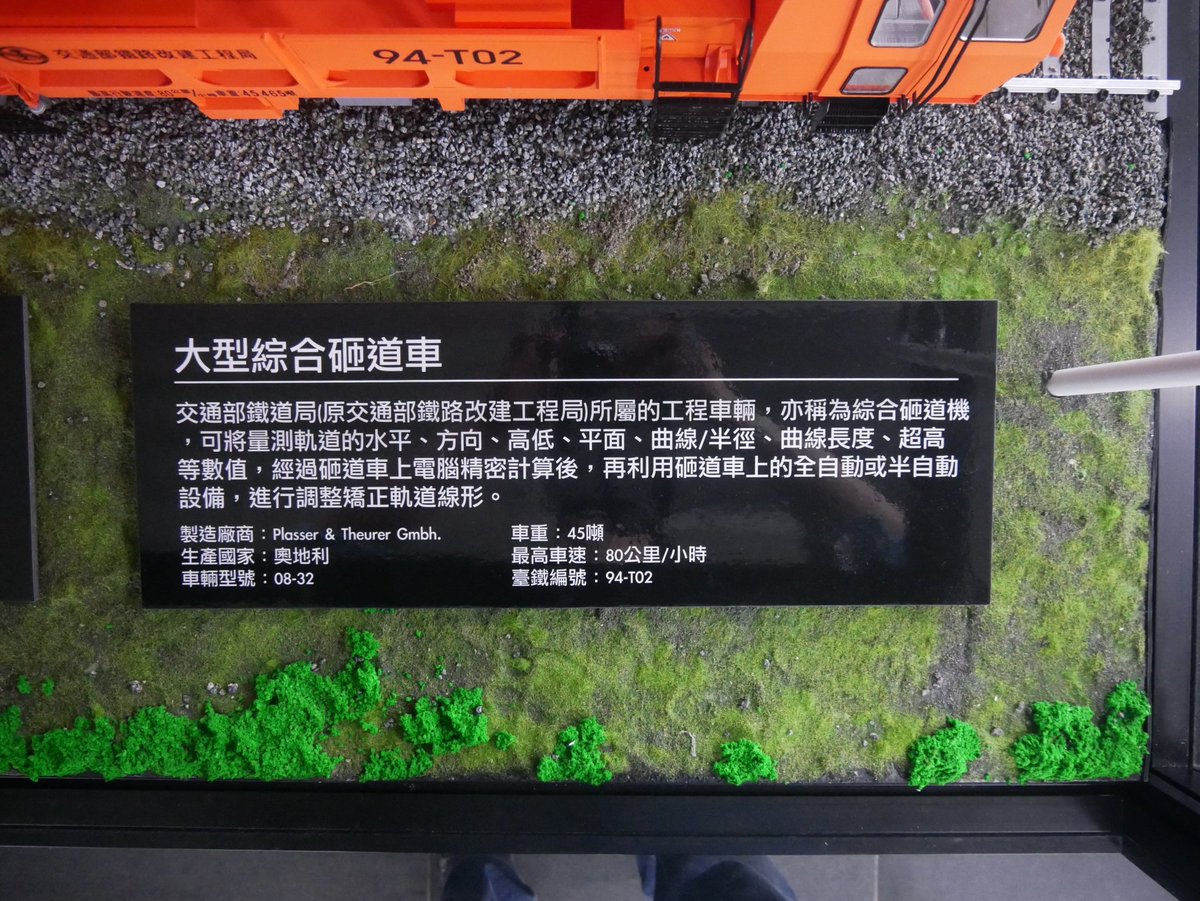 交通部鐵路改建工程局
94-T02
大型綜合砸道車
交通部鐵道局(原交通部鐵路改建工程局)所屬的工程車輛，亦稱為綜合砸道機
，可將量測軌道的水平、方向、高低、平面、曲線/半徑、曲線長度、超高
等數值，經過砸道車上電腦精密計算後，再利用砸道車上的全自動或半自動
設備，進行調整矯正軌道線形。
製造廠商：Plasser & Theurer Gmbh.
生產國家：奧地利
車輛型號：08-32
車重：45噸
最高車速：80公里/小時
臺鐵編號：94-T02